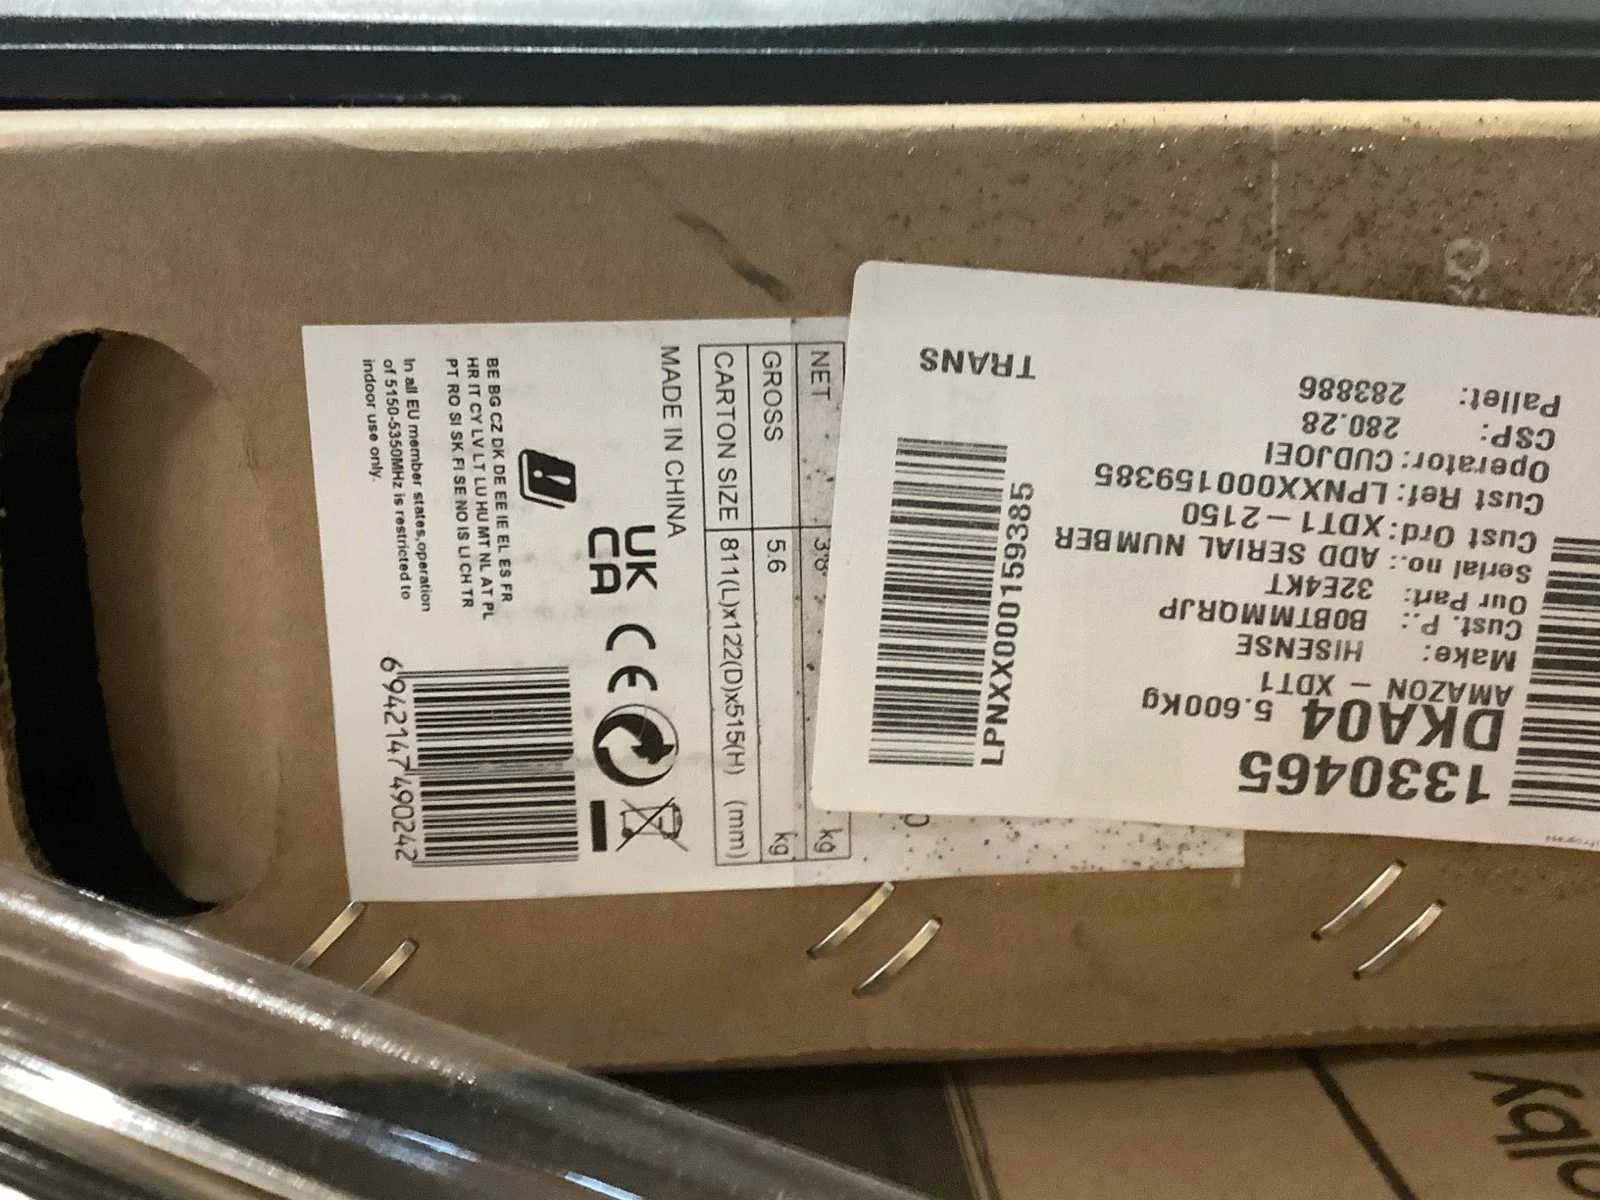 NET 3.8 kg
GROSS 5.6 kg
CARTON SIZE 811(L)x122(D)x515(H) (mm)
MADE IN CHINA
UK
CA
CE
BE BG CZ DK DE EE IE EL ES FR
HR IT CY LV LT LU HU MT NL AT PL
PT RO SI SK FI SE NO IS LI CH TR
In all EU member states,operation
of 5150-5350MHz is restricted to
indoor use only.
6942147490242
1330465
DKA04 5.600Kg
AMAZON - XDT1
Make: HISENSE
Cust. P.: B0BTMMQRJP
Our Part: 32E4KT
Serial no.: ADD SERIAL NUMBER
Cust Ord: XDT1-2150
Cust Ref: LPNXX000159385
Operator: CUDJOEI
CSP: 280.28
Pallet: 283886
TRANS
LPNXX000159385